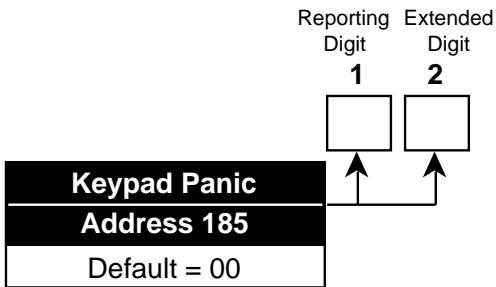 Reporting Extended
Digit Digit
1 2
Keypad Panic
Address 185
Default = 00